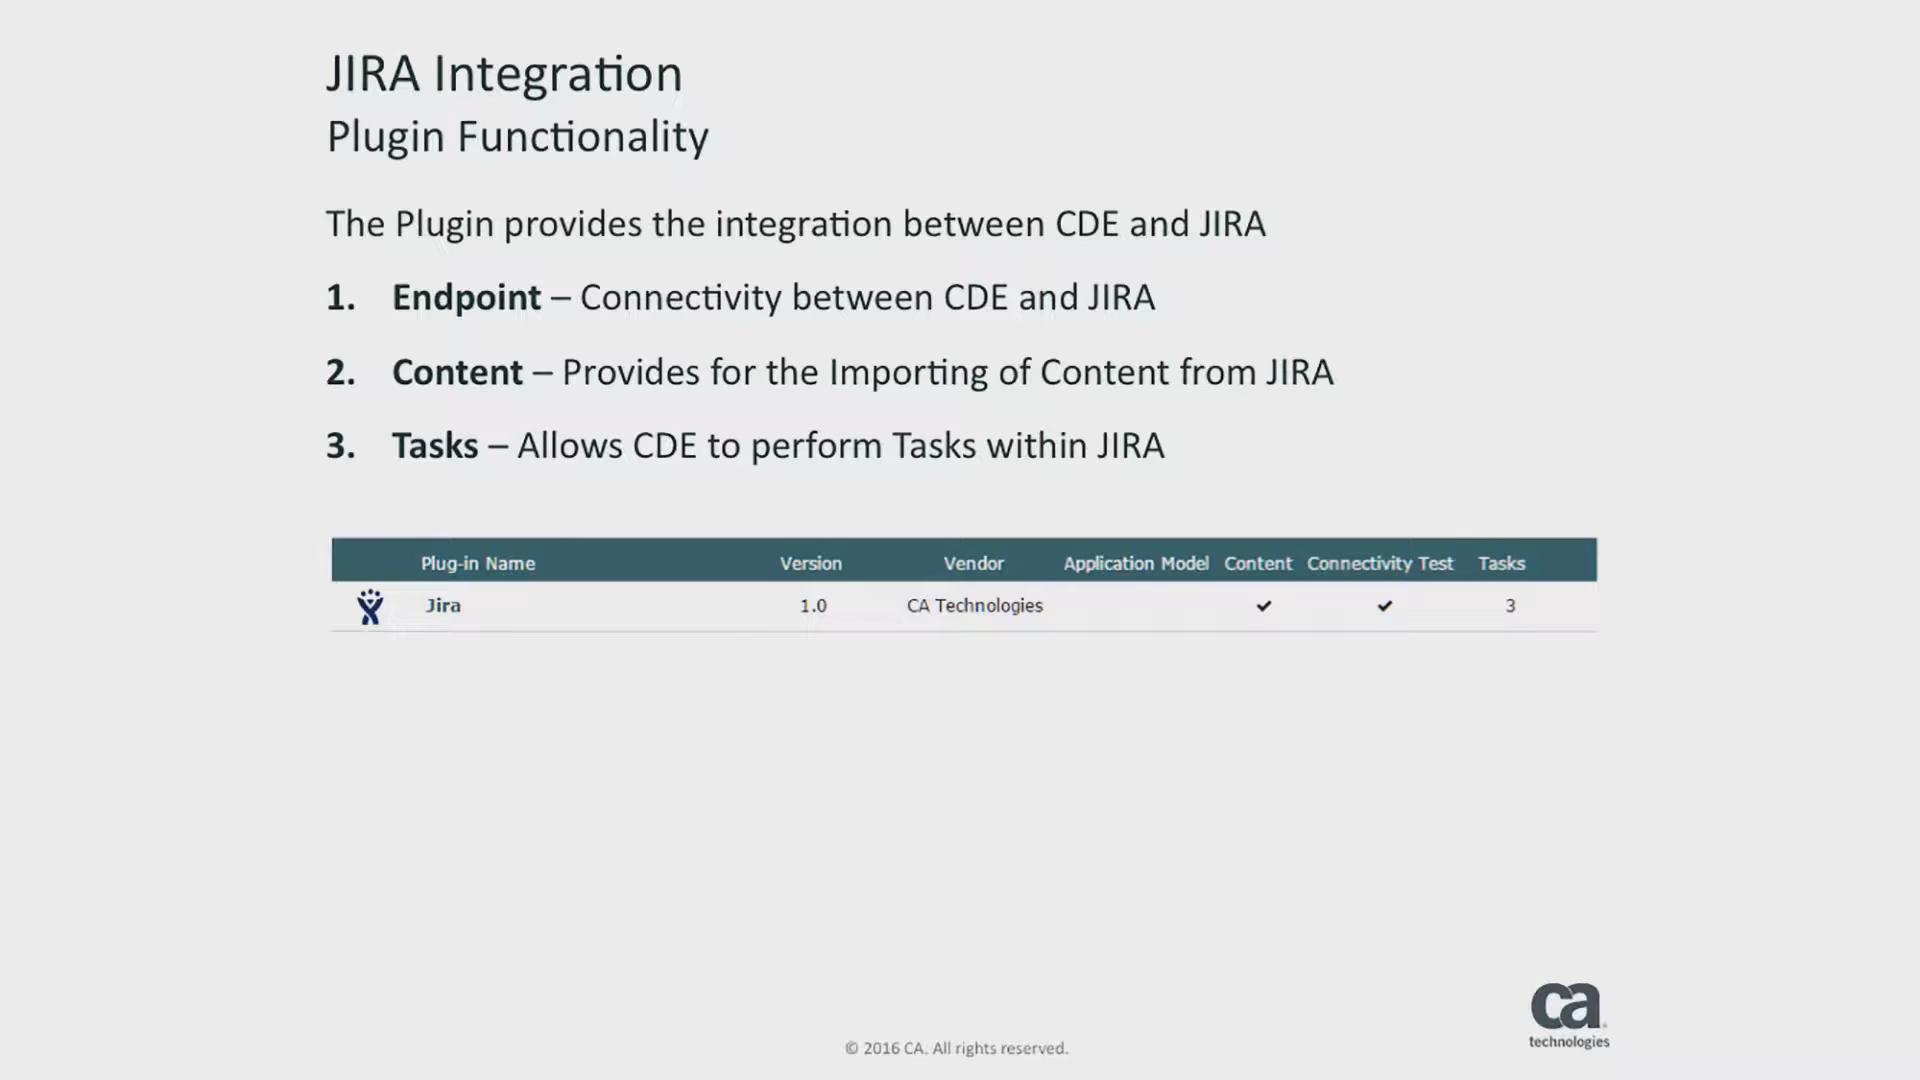 JIRA Integration
Plugin Functionality
The Plugin provides the integration between CDE and JIRA
1. Endpoint – Connectivity between CDE and JIRA
2. Content – Provides for the Importing of Content from JIRA
3. Tasks – Allows CDE to perform Tasks within JIRA
Plug-in Name Version Vendor Application Model Content Connectivity Test Tasks
Jira 1.0 CA Technologies ✔ ✔ 3
ca
technologies
© 2016 CA. All rights reserved.